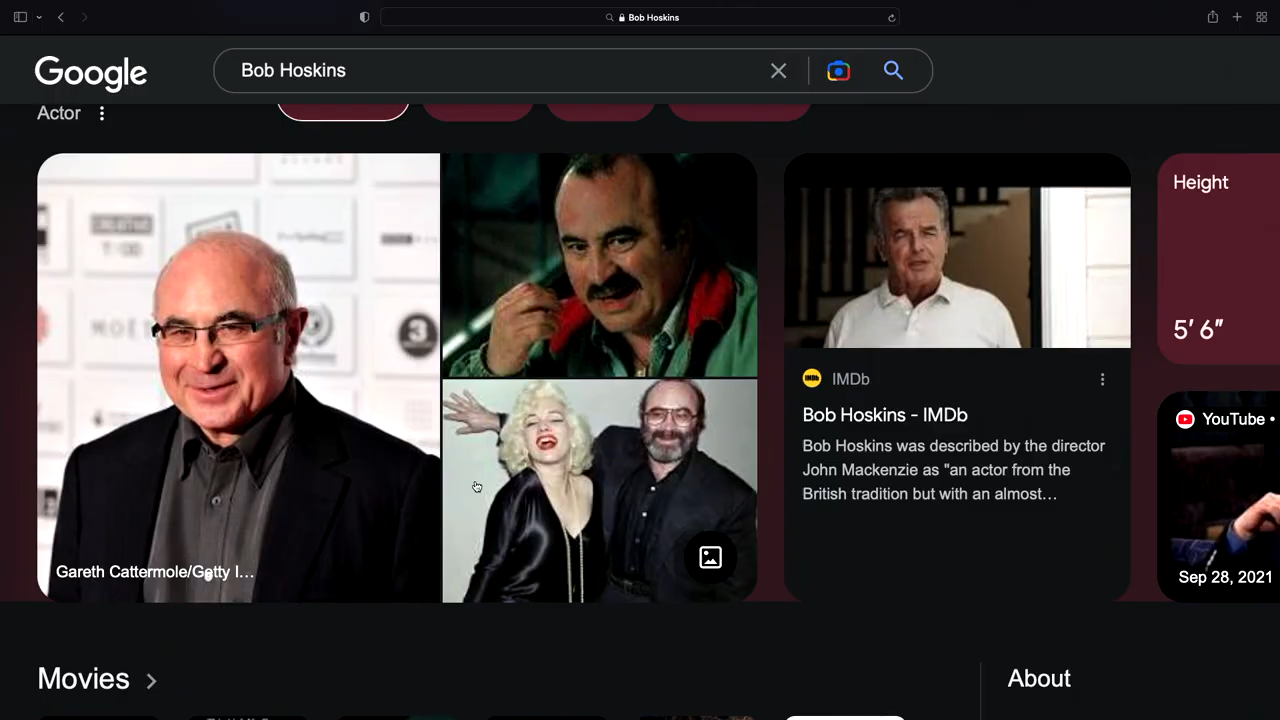 Bob Hoskins
Google
Bob Hoskins
Actor
Gareth Cattermole/Getty I...
IMDb
IMDb
Bob Hoskins - IMDb
Bob Hoskins was described by the director
John Mackenzie as "an actor from the
British tradition but with an almost...
Height
5′ 6″
YouTube •
Sep 28, 2021
3
Movies
About